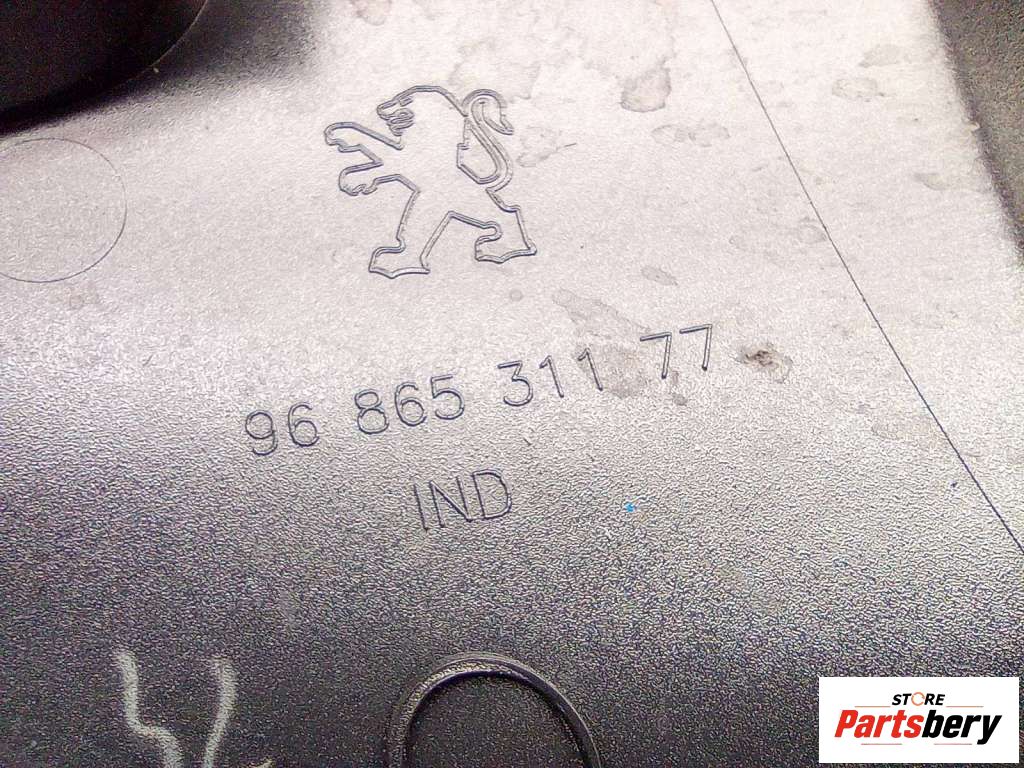 96 865 311 77
IND
STORE
Partsbery